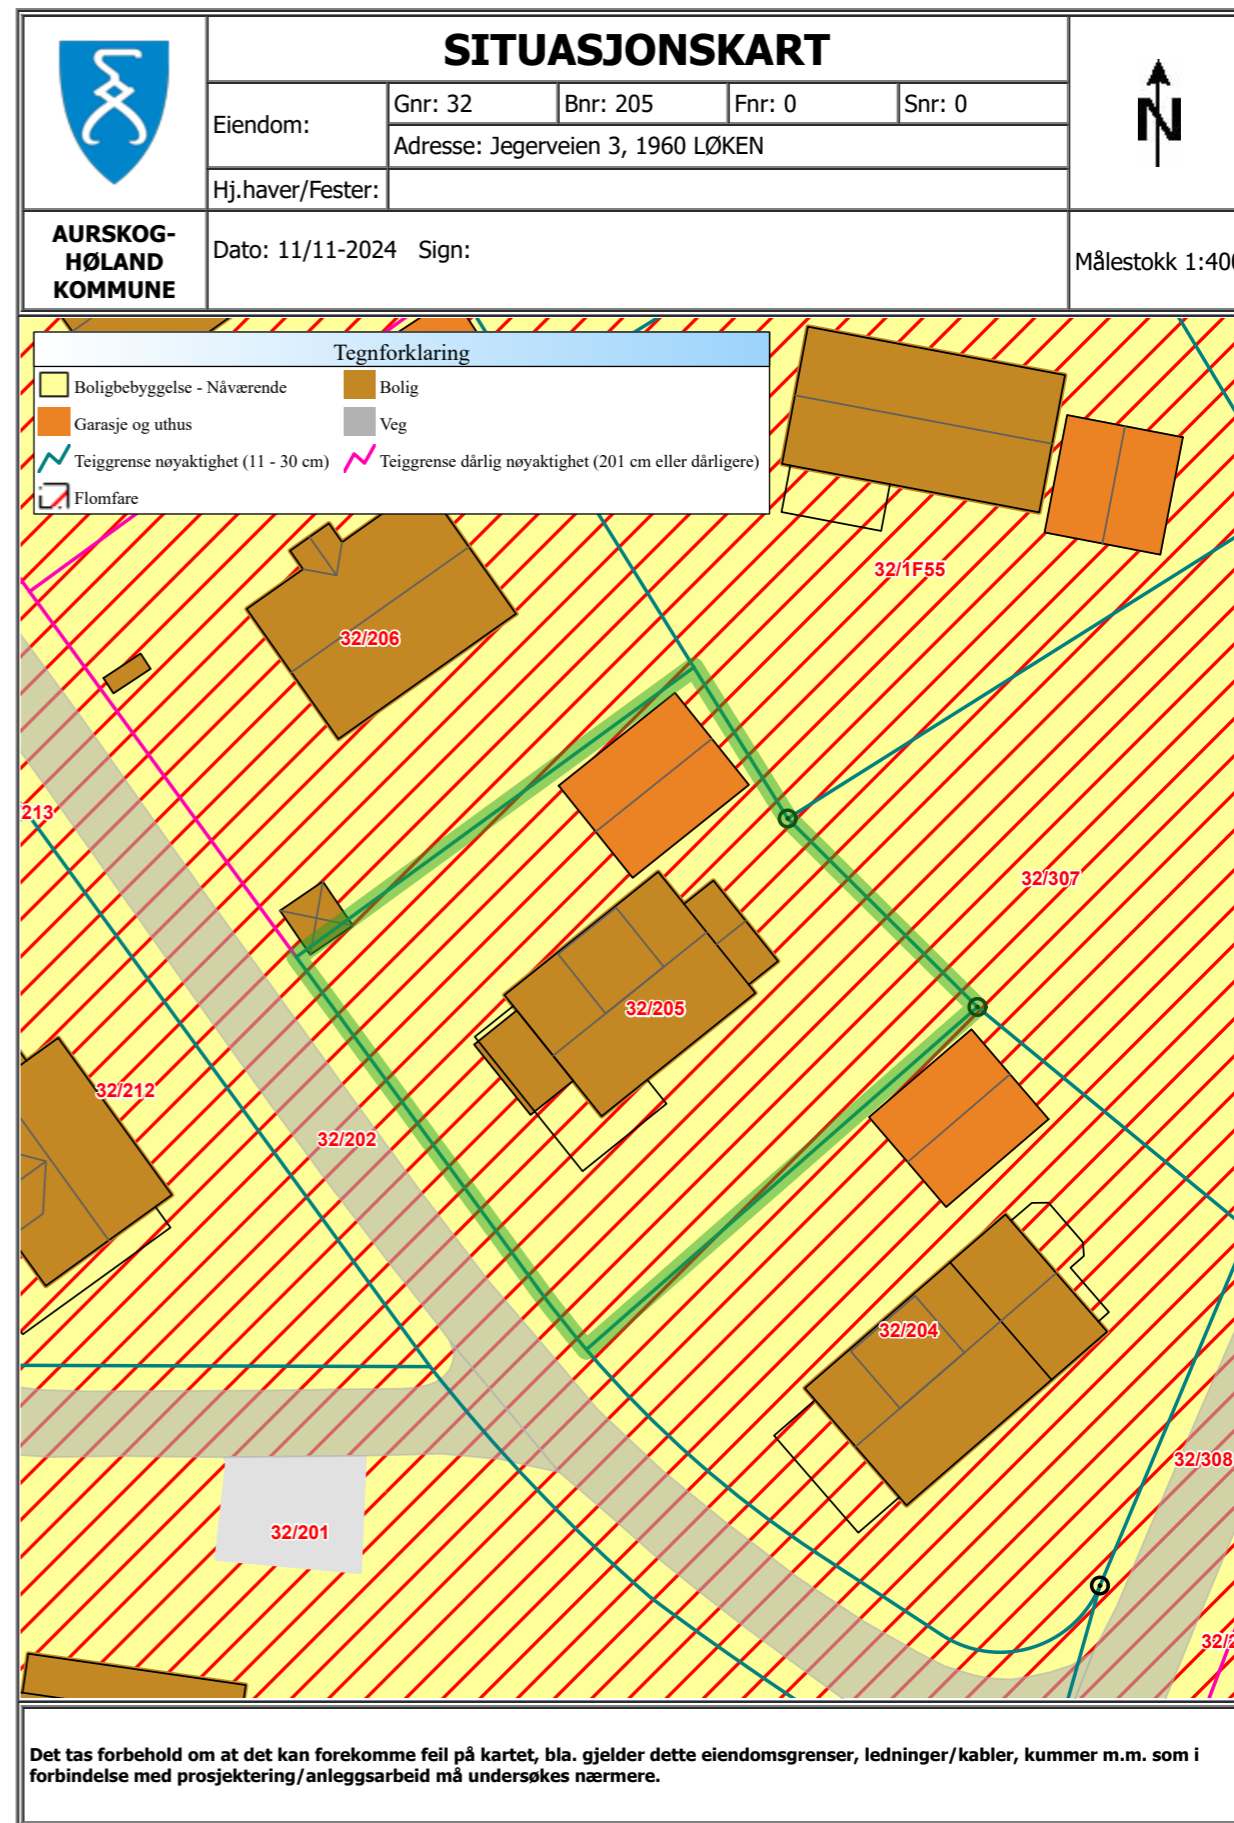 SITUASJONSKART
Eiendom:
Gnr: 32
Bnr: 205
Fnr: 0
Snr: 0
Adresse: Jegerveien 3, 1960 LØKEN
Hj.haver/Fester:
N
AURSKOG-
HØLAND
KOMMUNE
Dato: 11/11-2024 Sign:
Målestokk 1:400
Tegnforklaring
Boligbebyggelse - Nåværende
Bolig
Garasje og uthus
Veg
Teiggrense nøyaktighet (11 - 30 cm)
Teiggrense dårlig nøyaktighet (201 cm eller dårligere)
Flomfare
32/1F55
32/206
213
32/307
32/205
32/212
32/202
32/204
32/308
32/201
32/2
Det tas forbehold om at det kan forekomme feil på kartet, bla. gjelder dette eiendomsgrenser, ledninger/kabler, kummer m.m. som i
forbindelse med prosjektering/anleggsarbeid må undersøkes nærmere.